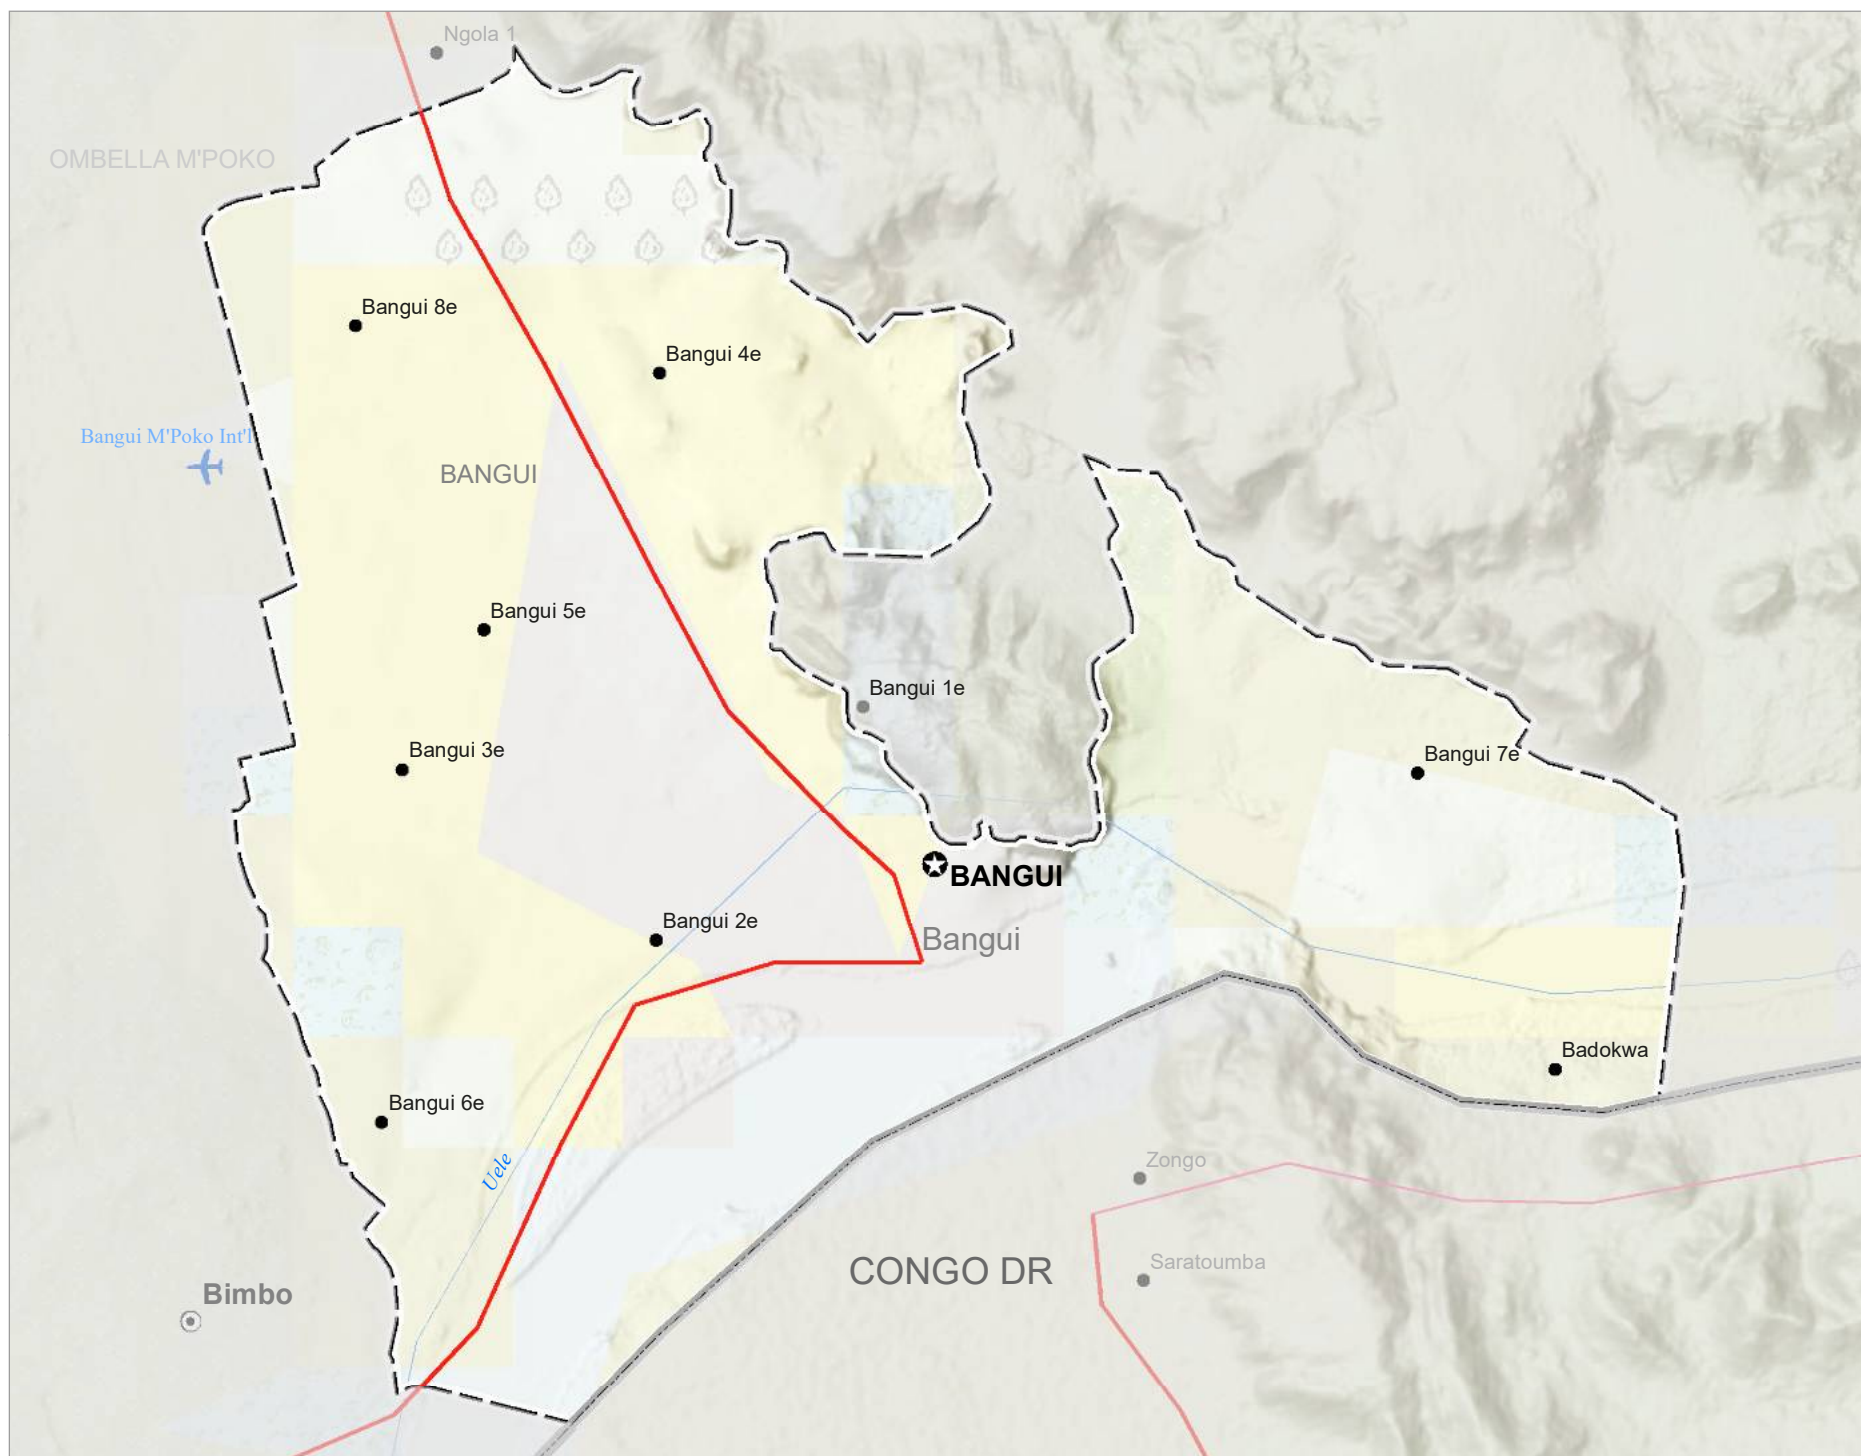 Ngola 1
OMBELLA M'POKO
Bangui 8e
Bangui 4e
Bangui M'Poko Int'l
BANGUI
Bangui 5e
Bangui 1e
Bangui 3e
Bangui 7e
BANGUI
Bangui 2e
Bangui
Badokwa
Bangui 6e
Uele
Zongo
Saratoumba
CONGO DR
Bimbo